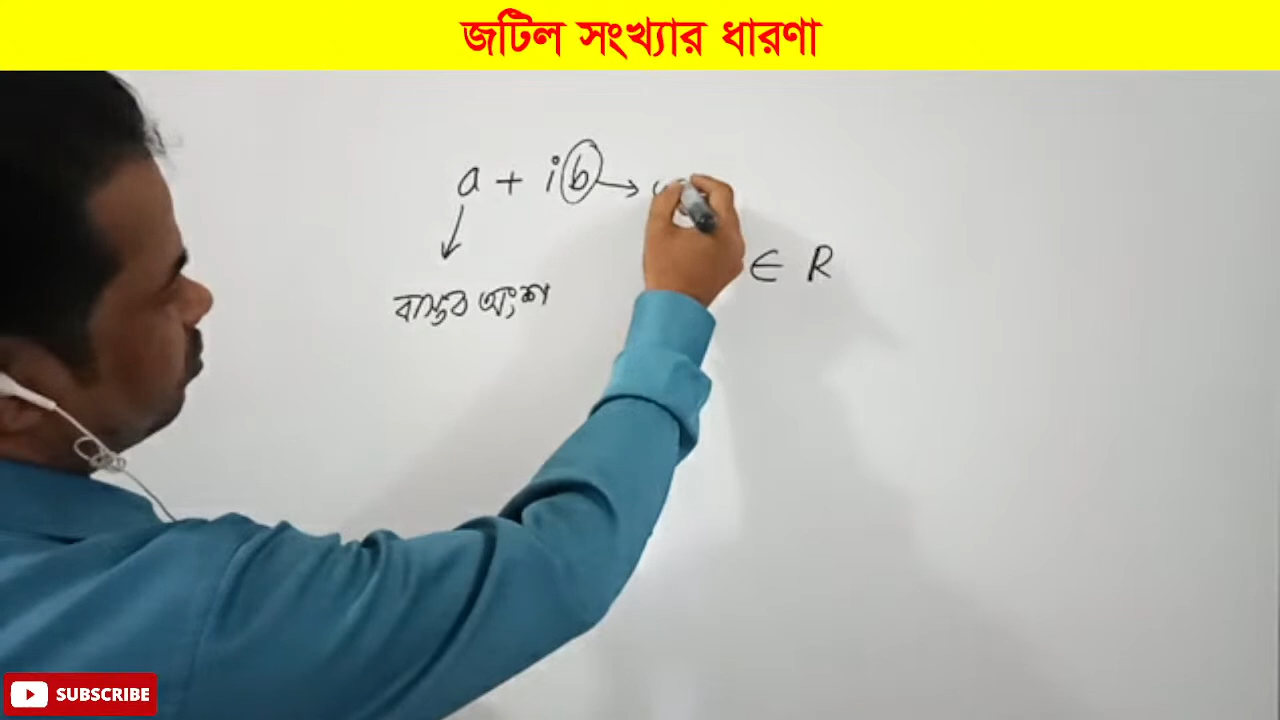 জটিল সংখ্যার ধারণা
a + ib →
∈ R
বাস্তব অংশ
SUBSCRIBE